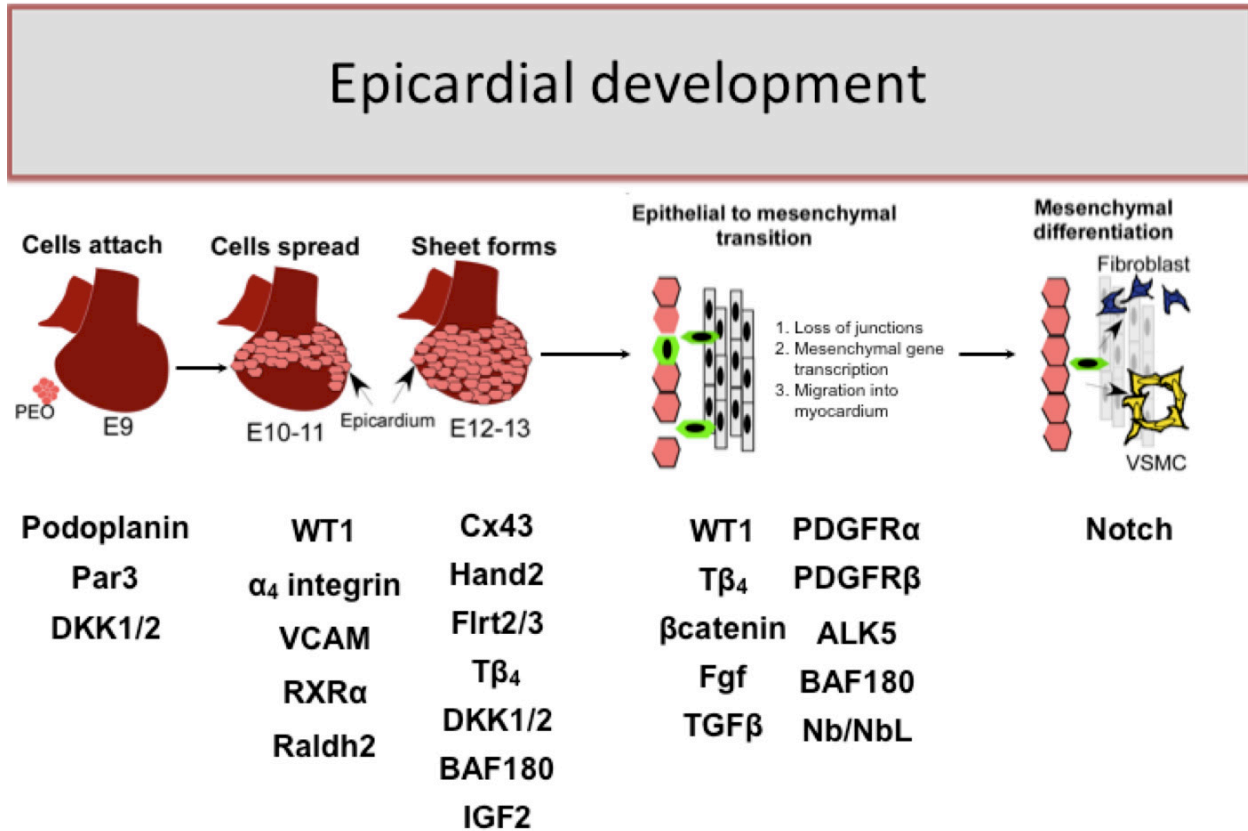 Epicardial development
Cells attach
PEO
E9
Cells spread
E10-11
Epicardium
Sheet forms
E12-13
Epithelial to mesenchymal
transition
1. Loss of junctions
2. Mesenchymal gene
transcription
3. Migration into
myocardium
Mesenchymal
differentiation
Fibroblast
VSMC
Podoplanin
Par3
DKK1/2
WT1
α₄ integrin
VCAM
RXRα
Raldh2
Cx43
Hand2
Flrt2/3
Tβ₄
DKK1/2
BAF180
IGF2
WT1
Tβ₄
βcatenin
Fgf
TGFβ
PDGFRα
PDGFRβ
ALK5
BAF180
Nb/NbL
Notch